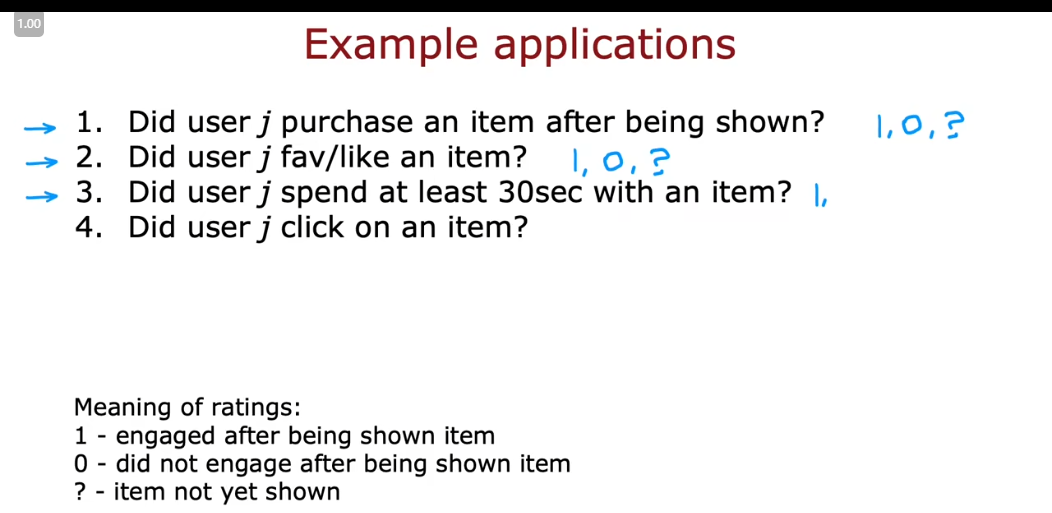 1.00
Example applications
1. Did user j purchase an item after being shown? 1, 0, ?
2. Did user j fav/like an item? 1, 0, ?
3. Did user j spend at least 30sec with an item? 1,
4. Did user j click on an item?
Meaning of ratings:
1 - engaged after being shown item
0 - did not engage after being shown item
? - item not yet shown